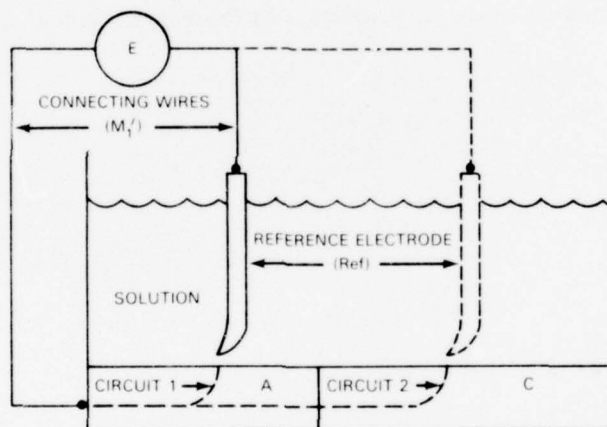 E
CONNECTING WIRES
(M₁′)
REFERENCE ELECTRODE
(Ref)
SOLUTION
CIRCUIT 1
A
CIRCUIT 2
C